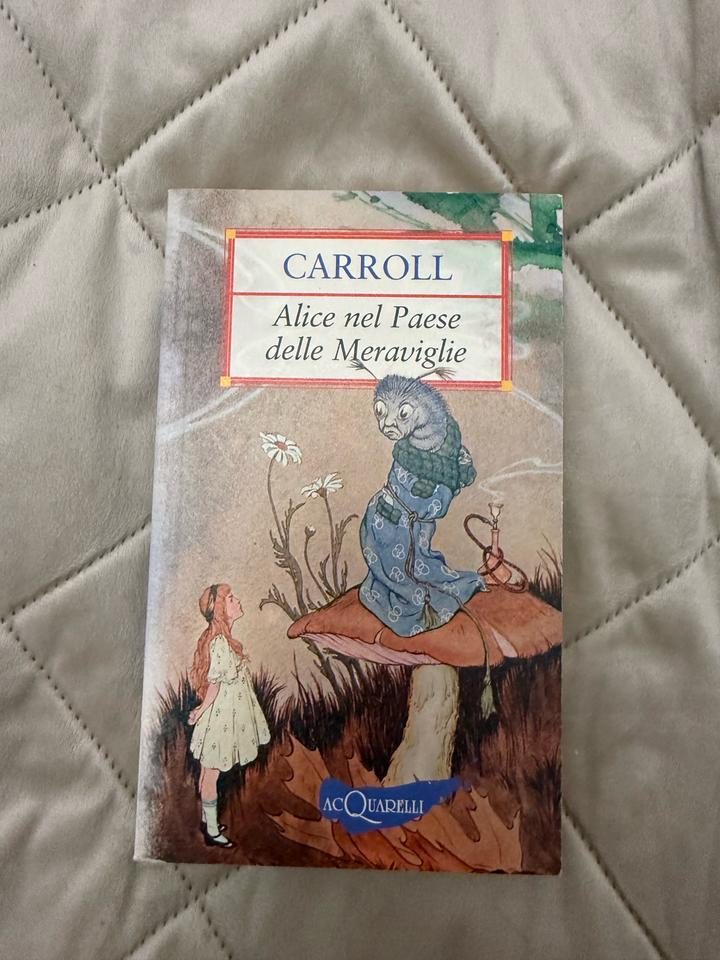 CARROLL
Alice nel Paese
delle Meraviglie
ACQUARELLI